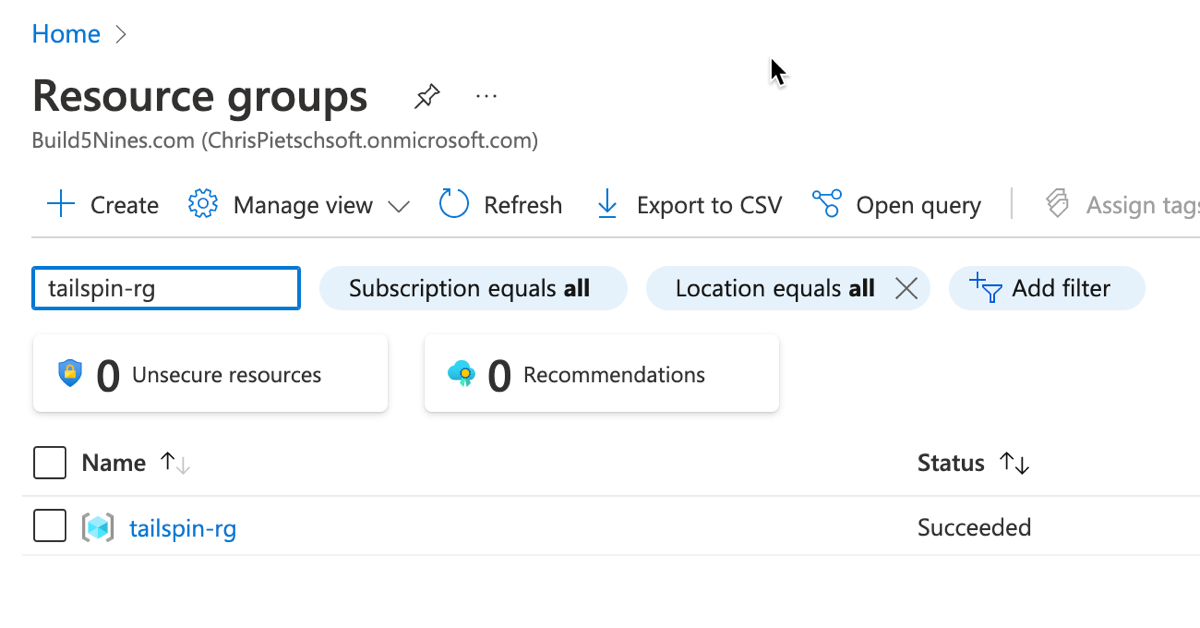 Home
Resource groups
Build5Nines.com (ChrisPietschsoft.onmicrosoft.com)
Create Manage view Refresh Export to CSV Open query Assign tags
tailspin-rg Subscription equals all Location equals all Add filter
0 Unsecure resources 0 Recommendations
Name Status
tailspin-rg Succeeded